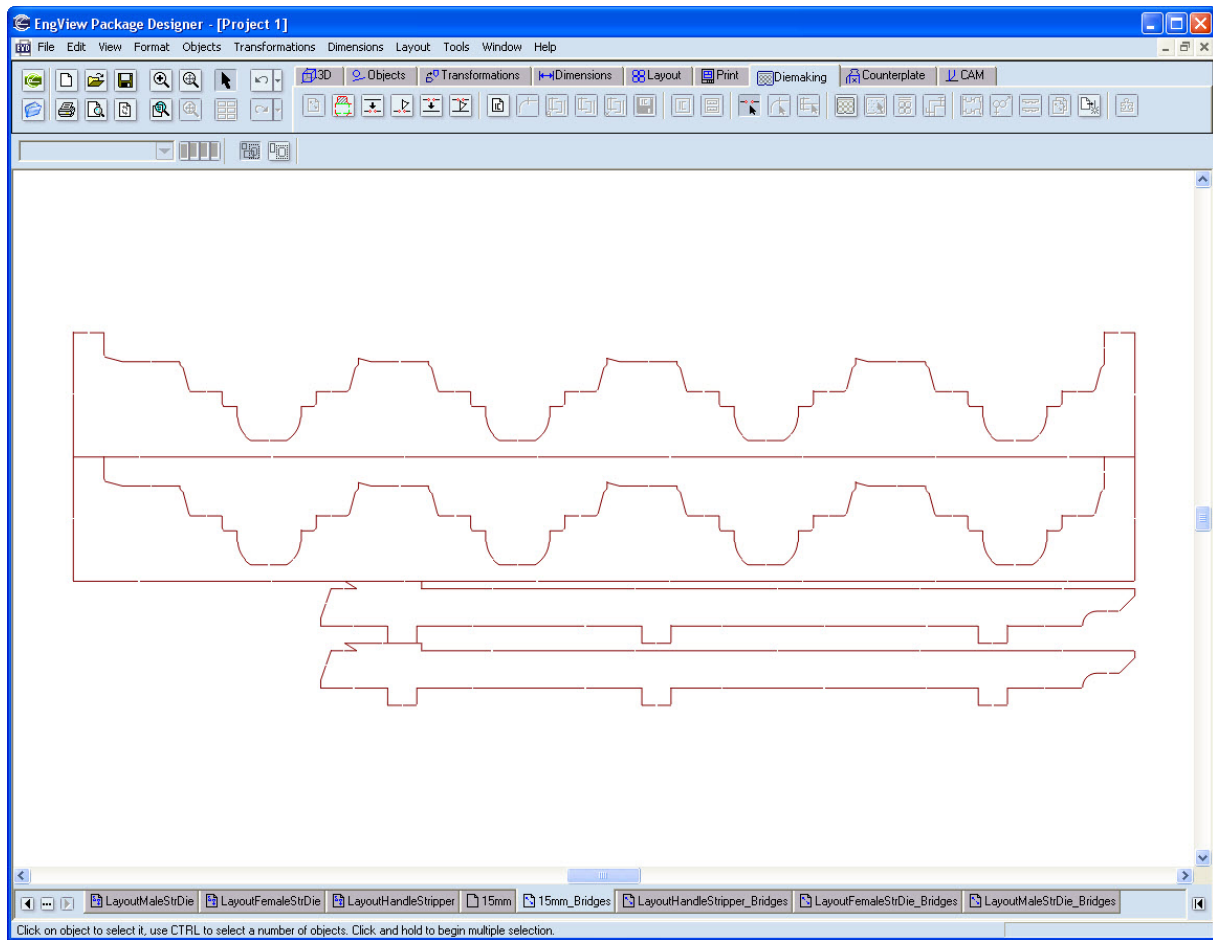 EngView Package Designer - [Project 1]
File Edit View Format Objects Transformations Dimensions Layout Tools Window Help
3D Objects Transformations Dimensions Layout Print Diemaking Counterplate CAM
LayoutMaleStrDie LayoutFemaleStrDie LayoutHandleStripper 15mm 15mm_Bridges LayoutHandleStripper_Bridges LayoutFemaleStrDie_Bridges LayoutMaleStrDie_Bridges
Click on object to select it, use CTRL to select a number of objects. Click and hold to begin multiple selection.